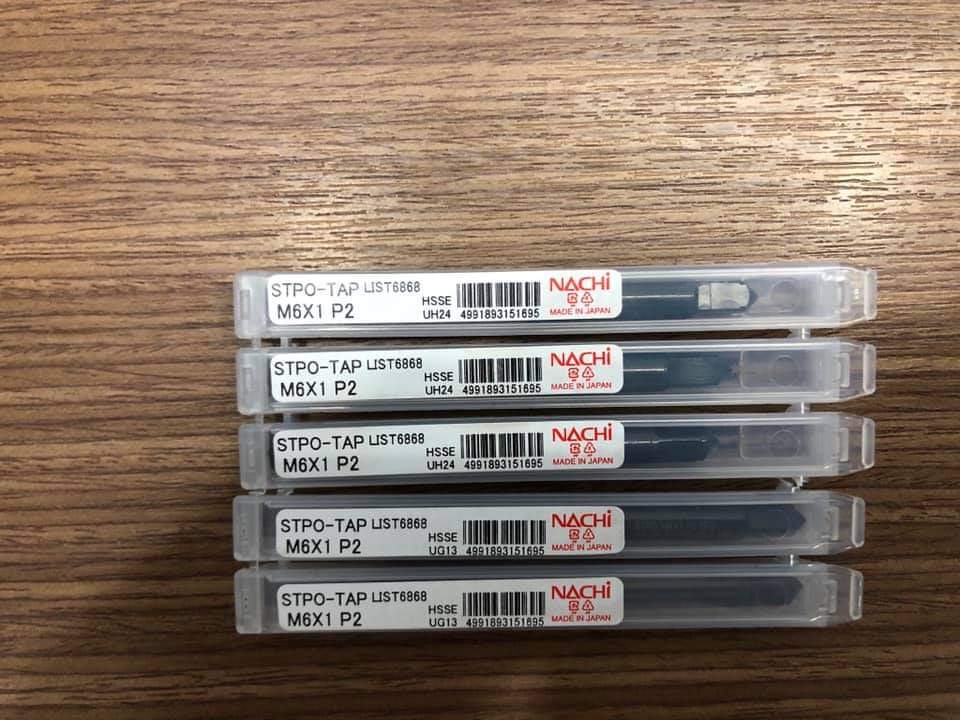 STPO-TAP LIST6868
M6X1 P2
HSSE
UH24 4991893151695
NACHi
MADE IN JAPAN
STPO-TAP LIST6868
M6X1 P2
HSSE
UH24 4991893151695
NACHi
MADE IN JAPAN
STPO-TAP LIST6868
M6X1 P2
HSSE
UH24 4991893151695
NACHi
MADE IN JAPAN
STPO-TAP LIST6868
M6X1 P2
HSSE
UG13 4991893151695
NACHi
MADE IN JAPAN
STPO-TAP LIST6868
M6X1 P2
HSSE
UG13 4991893151695
NACHi
MADE IN JAPAN